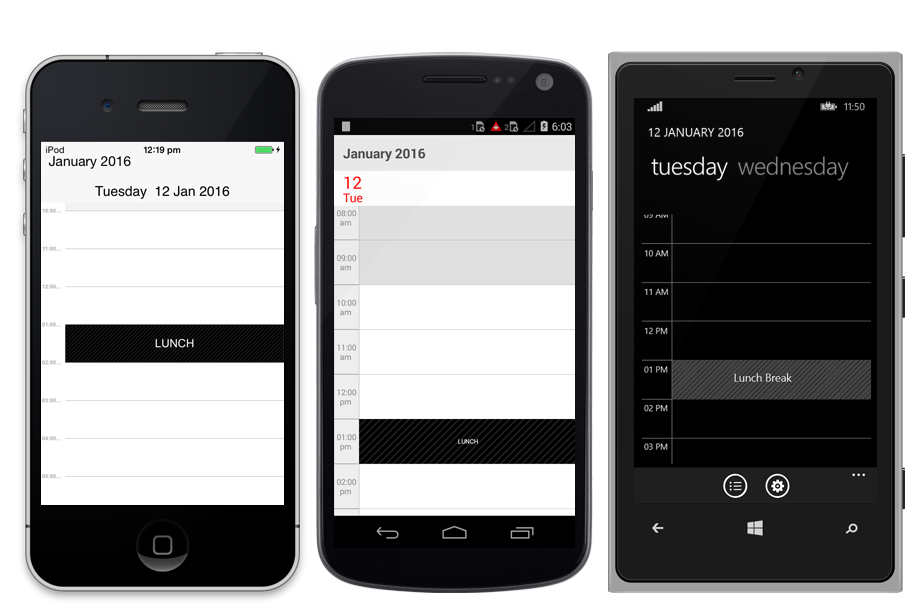 iPod 12:19 pm
January 2016
Tuesday 12 Jan 2016
10:00...
11:00...
12:00...
01:00...
LUNCH
02:00...
03:00...
04:00...
05:00...
1 2 6:03
January 2016
12
Tue
08:00
am
09:00
am
10:00
am
11:00
am
12:00
pm
01:00
pm
LUNCH
02:00
pm
11:50
12 JANUARY 2016
tuesday wednesday
09 AM
10 AM
11 AM
12 PM
01 PM
Lunch Break
02 PM
03 PM